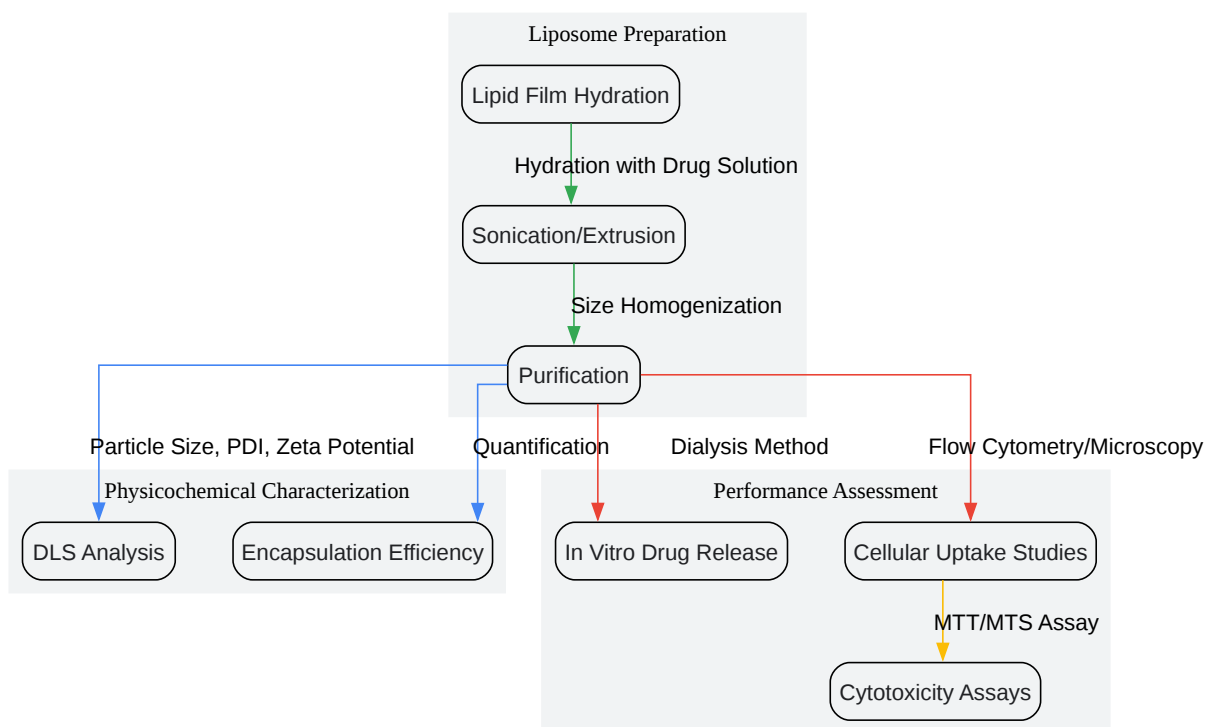 Liposome Preparation
Lipid Film Hydration
Hydration with Drug Solution
Sonication/Extrusion
Size Homogenization
Purification
Particle Size, PDI, Zeta Potential
Quantification
Dialysis Method
Flow Cytometry/Microscopy
Physicochemical Characterization
Performance Assessment
DLS Analysis
Encapsulation Efficiency
In Vitro Drug Release
Cellular Uptake Studies
MTT/MTS Assay
Cytotoxicity Assays